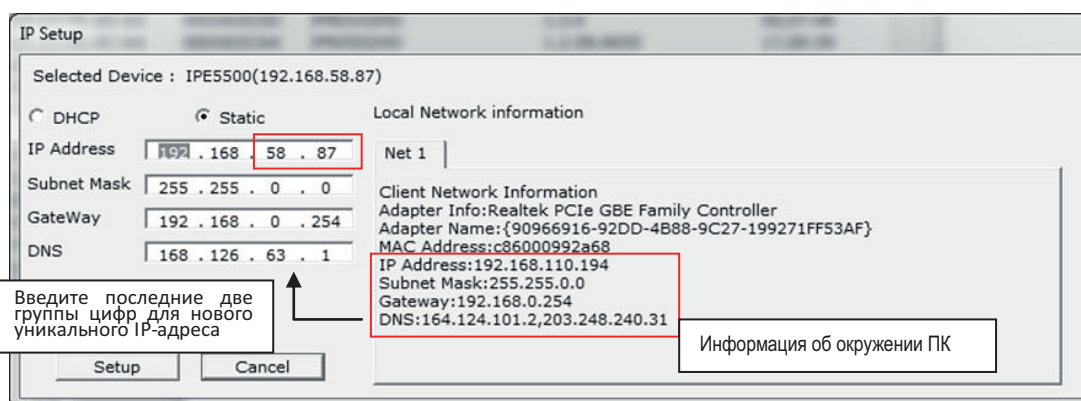 IP Setup
Selected Device : IPE5500(192.168.58.87)
DHCP
Static
IP Address 192 . 168 . 58 . 87
Subnet Mask 255 . 255 . 0 . 0
GateWay 192 . 168 . 0 . 254
DNS 168 . 126 . 63 . 1
Введите последние две
группы цифр для нового
уникального IP-адреса
Setup
Cancel
Local Network information
Net 1
Client Network Information
Adapter Info:Realtek PCIe GBE Family Controller
Adapter Name:{90966916-92DD-4B88-9C27-199271FF53AF}
MAC Address:c86000992a68
IP Address:192.168.110.194
Subnet Mask:255.255.0.0
Gateway:192.168.0.254
DNS:164.124.101.2,203.248.240.31
Информация об окружении ПК